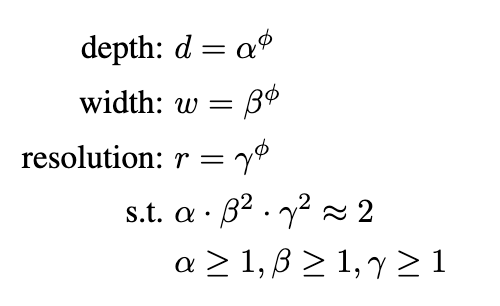 depth: d = α^ϕ
width: w = β^ϕ
resolution: r = γ^ϕ
s.t. α · β² · γ² ≈ 2
α ≥ 1, β ≥ 1, γ ≥ 1